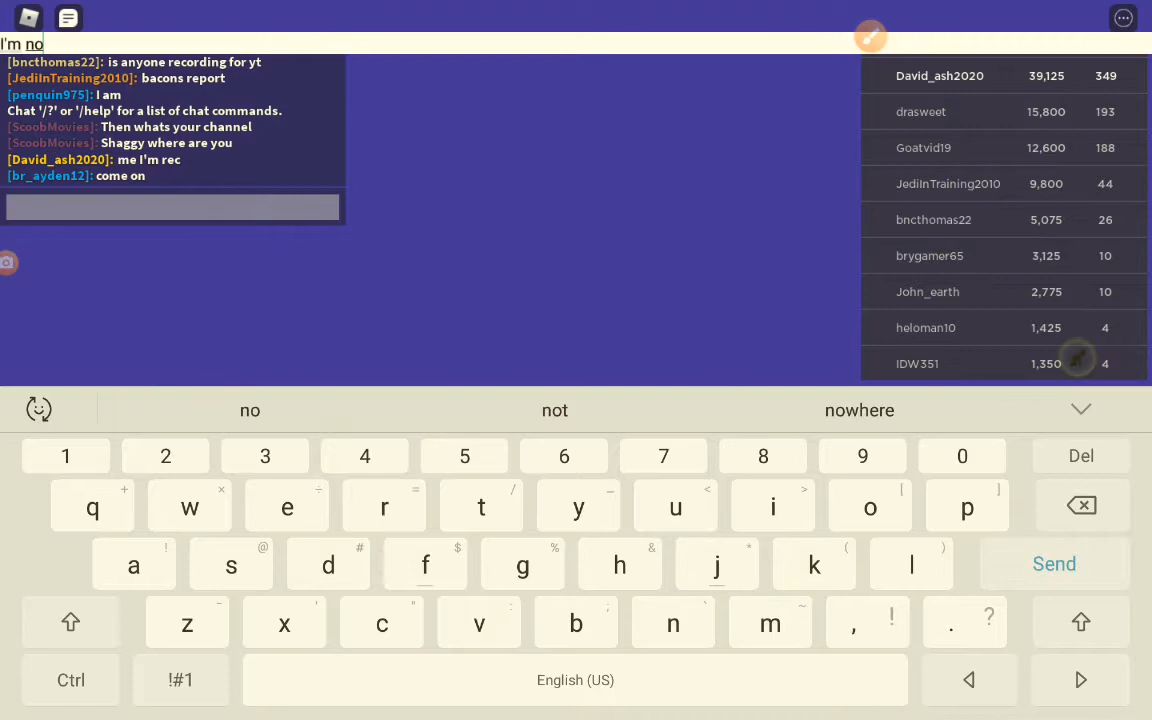 I'm no
[bncthomas22]: is anyone recording for yt
[JediInTraining2010]: bacons report
[penquin975]: I am
Chat '/?' or '/help' for a list of chat commands.
[ScoobMovies]: Then whats your channel
[ScoobMovies]: Shaggy where are you
[David_ash2020]: me I'm rec
[br_ayden12]: come on
David_ash2020 39,125 349
drasweet 15,800 193
Goatvid19 12,600 188
JediInTraining2010 9,800 44
bncthomas22 5,075 26
brygamer65 3,125 10
John_earth 2,775 10
heloman10 1,425 4
IDW351 1,350 4
no not nowhere
1 2 3 4 5 6 7 8 9 0 Del
+ × ÷ = / _ < > [ ]
q w e r t y u i o p
! @ # $ % & * ( )
a s d f g h j k l Send
- ' " : ; ` ~ ! ?
z x c v b n m , .
Ctrl !#1 English (US)